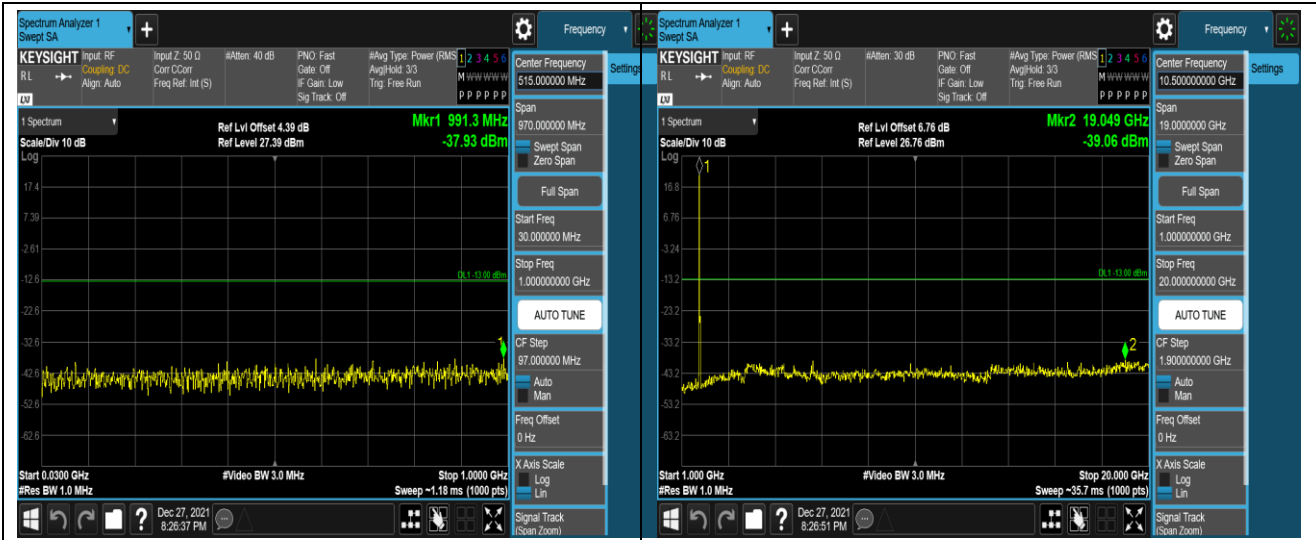 Spectrum Analyzer 1
Swept SA
+
Frequency
KEYSIGHT
RL
LXI
Input: RF
Coupling: DC
Align: Auto
Input Z: 50 Ω
Corr CCorr
Freq Ref: Int (S)
#Atten: 40 dB
PNO: Fast
Gate: Off
IF Gain: Low
Sig Track: Off
#Avg Type: Power (RMS
Avg|Hold: 3/3
Trig: Free Run
1 2 3 4 5 6
M W W W W W
P P P P P P
Center Frequency
515.000000 MHz
Settings
1 Spectrum
Scale/Div 10 dB
Ref Lvl Offset 4.39 dB
Ref Level 27.39 dBm
Mkr1 991.3 MHz
-37.93 dBm
Span
970.000000 MHz
Swept Span
Zero Span
Full Span
Start Freq
30.000000 MHz
Stop Freq
1.000000000 GHz
AUTO TUNE
CF Step
97.000000 MHz
Auto
Man
Freq Offset
0 Hz
X Axis Scale
Log
Lin
Signal Track
(Span Zoom)
Log
17.4
7.39
-2.61
-12.6
-22.6
-32.6
-42.6
-52.6
-62.6
DL1 -13.00 dBm
1
Start 0.0300 GHz
#Res BW 1.0 MHz
#Video BW 3.0 MHz
Stop 1.0000 GHz
Sweep ~1.18 ms (1000 pts)
?
Dec 27, 2021
8:26:37 PM
Spectrum Analyzer 1
Swept SA
+
Frequency
KEYSIGHT
RL
LXI
Input: RF
Coupling: DC
Align: Auto
Input Z: 50 Ω
Corr CCorr
Freq Ref: Int (S)
#Atten: 30 dB
PNO: Fast
Gate: Off
IF Gain: Low
Sig Track: Off
#Avg Type: Power (RMS
Avg|Hold: 3/3
Trig: Free Run
1 2 3 4 5 6
M W W W W W
P P P P P P
Center Frequency
10.500000000 GHz
Settings
1 Spectrum
Scale/Div 10 dB
Ref Lvl Offset 6.76 dB
Ref Level 26.76 dBm
Mkr2 19.049 GHz
-39.06 dBm
Span
19.0000000 GHz
Swept Span
Zero Span
Full Span
Start Freq
1.000000000 GHz
Stop Freq
20.000000000 GHz
AUTO TUNE
CF Step
1.900000000 GHz
Auto
Man
Freq Offset
0 Hz
X Axis Scale
Log
Lin
Signal Track
(Span Zoom)
Log
16.8
6.76
-3.24
-13.2
-23.2
-33.2
-43.2
-53.2
-63.2
DL1 -13.00 dBm
1
2
Start 1.000 GHz
#Res BW 1.0 MHz
#Video BW 3.0 MHz
Stop 20.000 GHz
Sweep ~35.7 ms (1000 pts)
?
Dec 27, 2021
8:26:51 PM